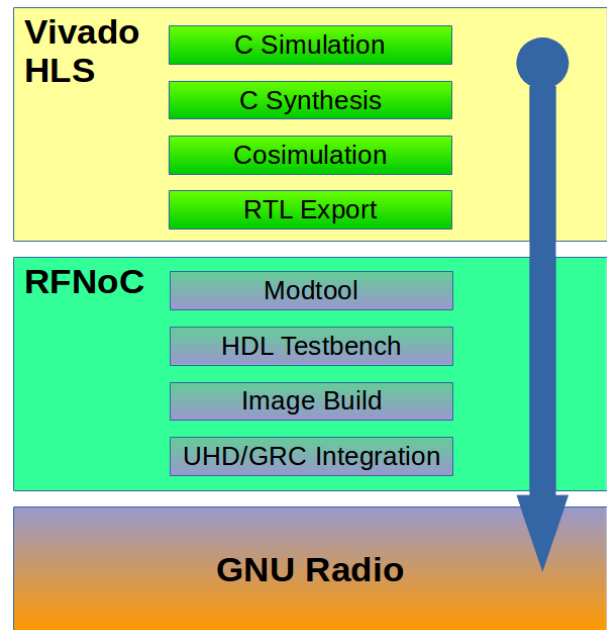 Vivado
HLS
C Simulation
C Synthesis
Cosimulation
RTL Export
RFNoC
Modtool
HDL Testbench
Image Build
UHD/GRC Integration
GNU Radio